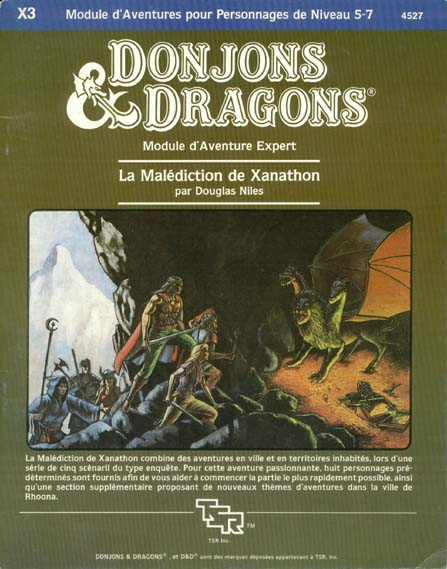 X3 Module d'Aventures pour Personnages de Niveau 5-7 4527
DONJONS
& DRAGONS®
Module d'Aventure Expert
La Malédiction de Xanathon
par Douglas Niles
La Malédiction de Xanathon combine des aventures en ville et en territoires inhabités, lors d'une
série de cinq scénarii du type enquête. Pour cette aventure passionnante, huit personnages pré-
déterminés sont fournis afin de vous aider à commencer la partie le plus rapidement possible, ainsi
qu'une section supplémentaire proposant de nouveaux thèmes d'aventures dans la ville de
Rhoona.
TSR TM
TSR Inc.
DONJONS & DRAGONS®, et D&D® sont des marques déposées appartenant à TSR, Inc.